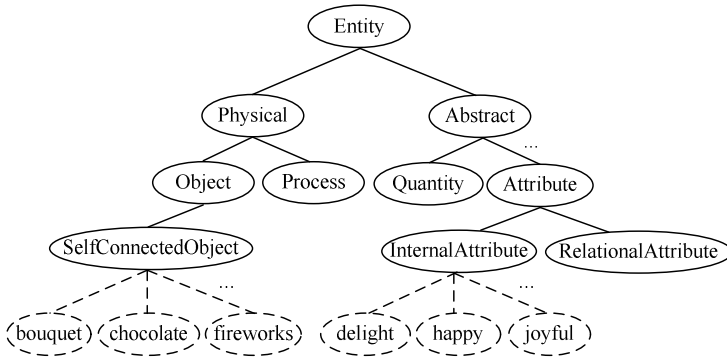 Entity
Physical
Abstract
...
Object
Process
Quantity
Attribute
SelfConnectedObject
InternalAttribute
RelationalAttribute
...
...
bouquet
chocolate
fireworks
delight
happy
joyful